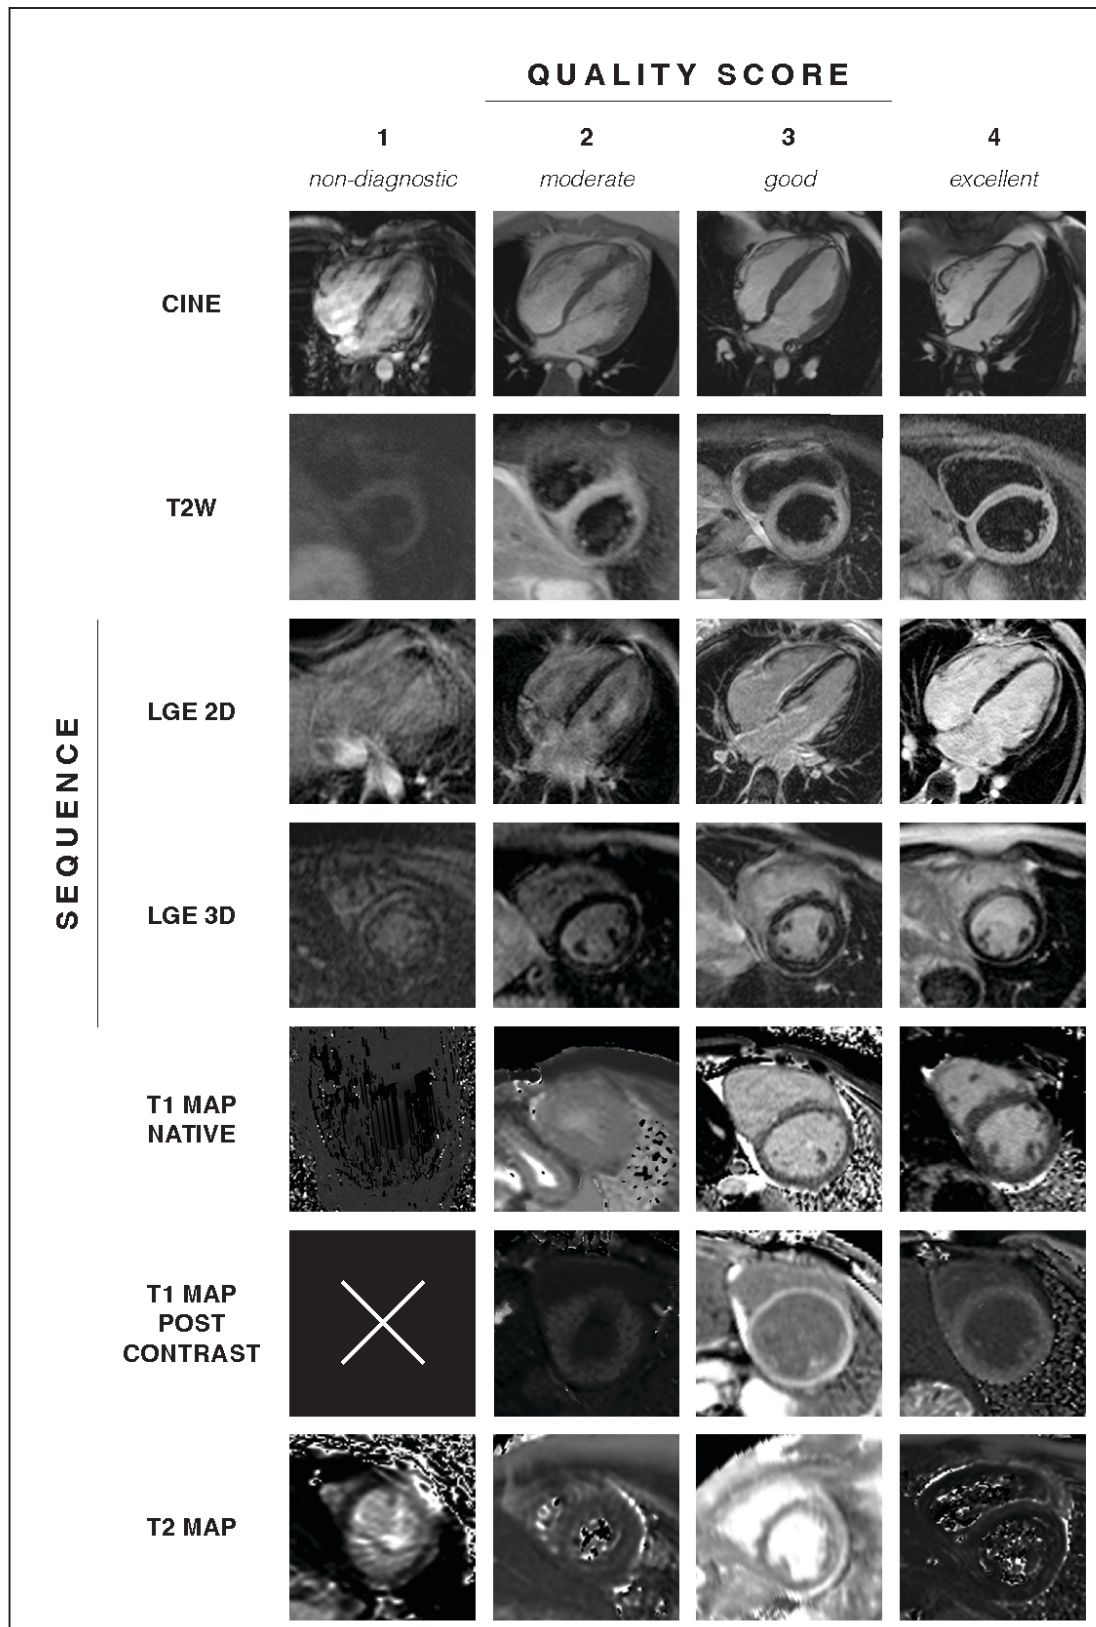 QUALITY SCORE
1 2 3 4
non-diagnostic moderate good excellent
CINE
T2W
LGE 2D
SEQUENCE
LGE 3D
T1 MAP
NATIVE
T1 MAP
POST
CONTRAST
T2 MAP